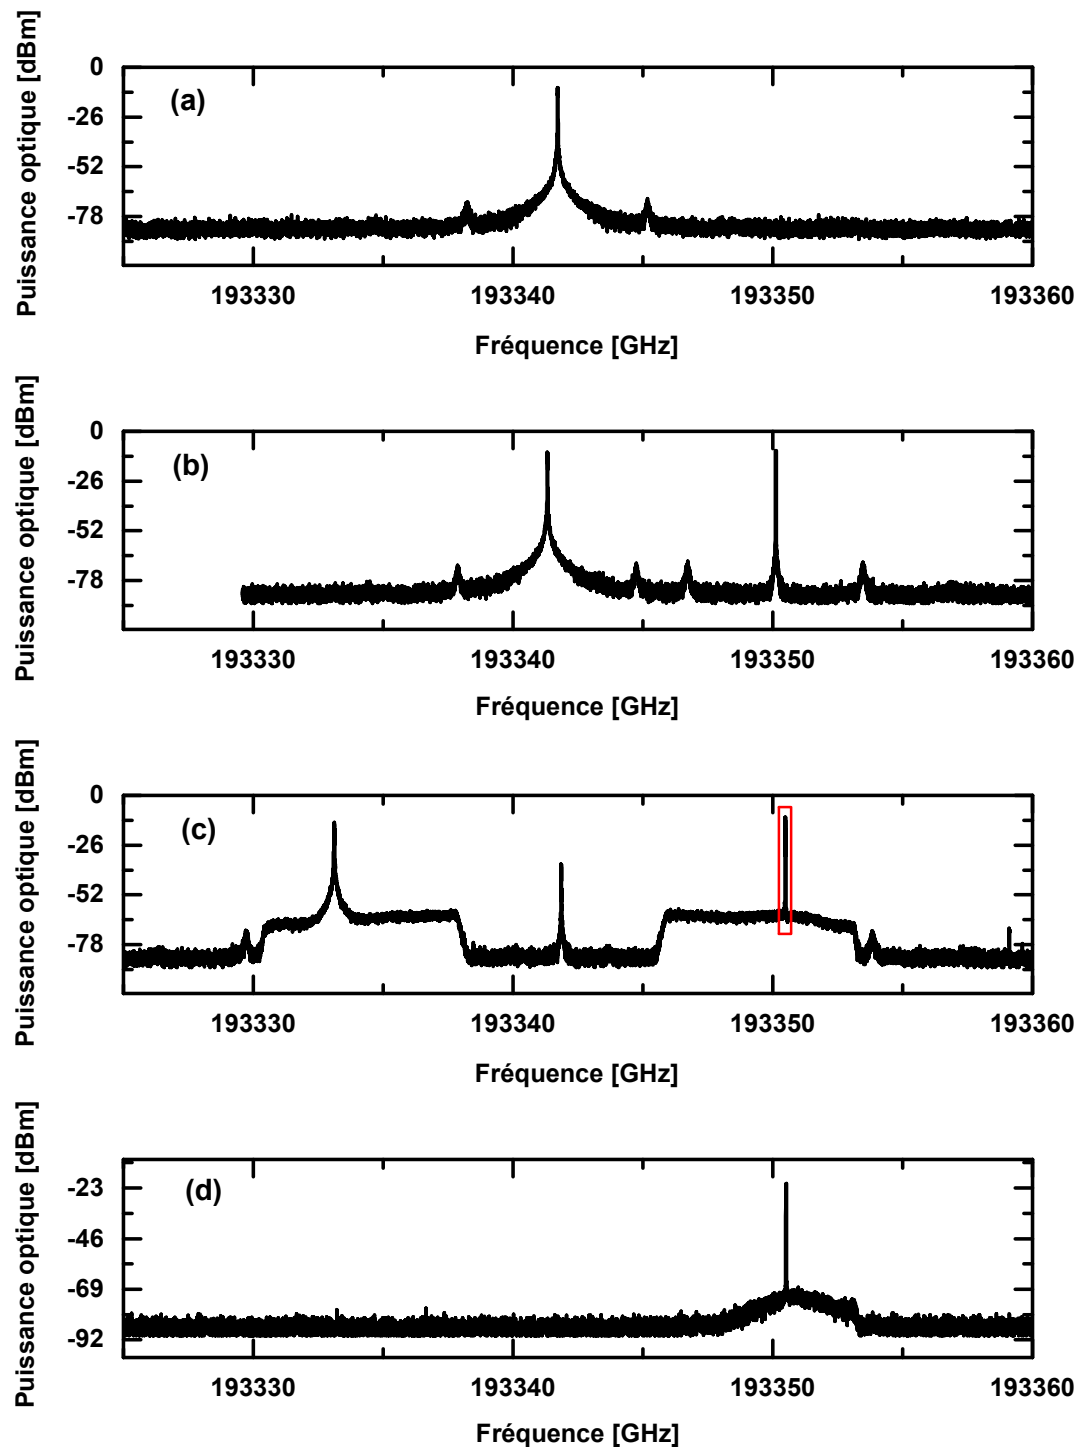 Puissance optique [dBm]
0
-26
-52
-78
(a)
193330 193340 193350 193360
Fréquence [GHz]
Puissance optique [dBm]
0
-26
-52
-78
(b)
193330 193340 193350 193360
Fréquence [GHz]
Puissance optique [dBm]
0
-26
-52
-78
(c)
193330 193340 193350 193360
Fréquence [GHz]
Puissance optique [dBm]
-23
-46
-69
-92
(d)
193330 193340 193350 193360
Fréquence [GHz]